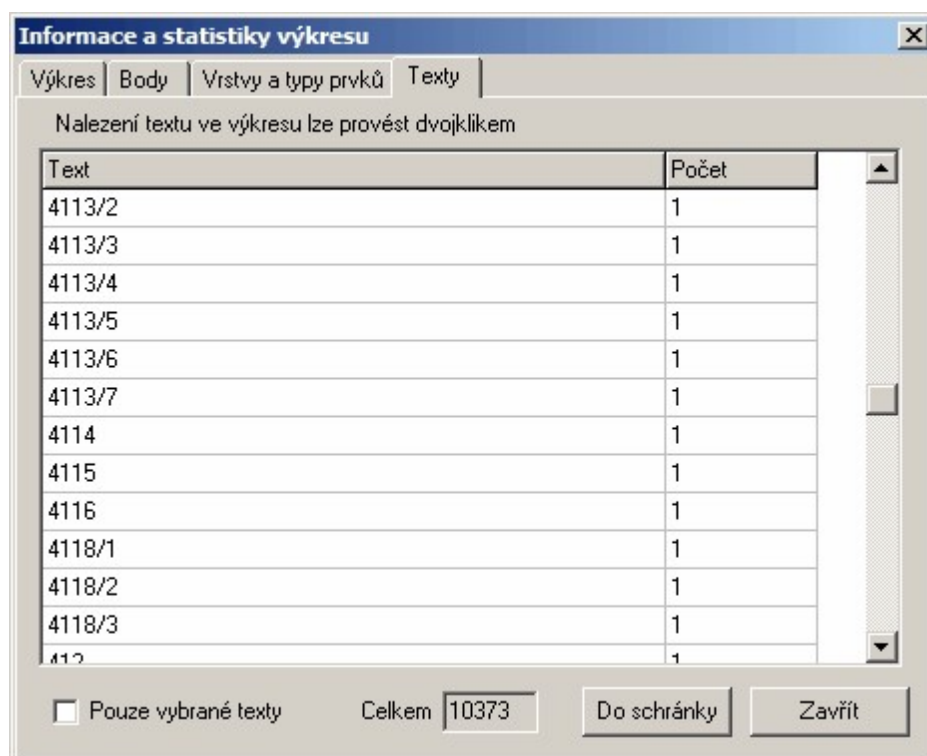 Informace a statistiky výkresu
Výkres Body Vrstvy a typy prvků Texty
Nalezení textu ve výkresu lze provést dvojklikem
Text Počet
4113/2 1
4113/3 1
4113/4 1
4113/5 1
4113/6 1
4113/7 1
4114 1
4115 1
4116 1
4118/1 1
4118/2 1
4118/3 1
412 1
Pouze vybrané texty Celkem 10373 Do schránky Zavřít